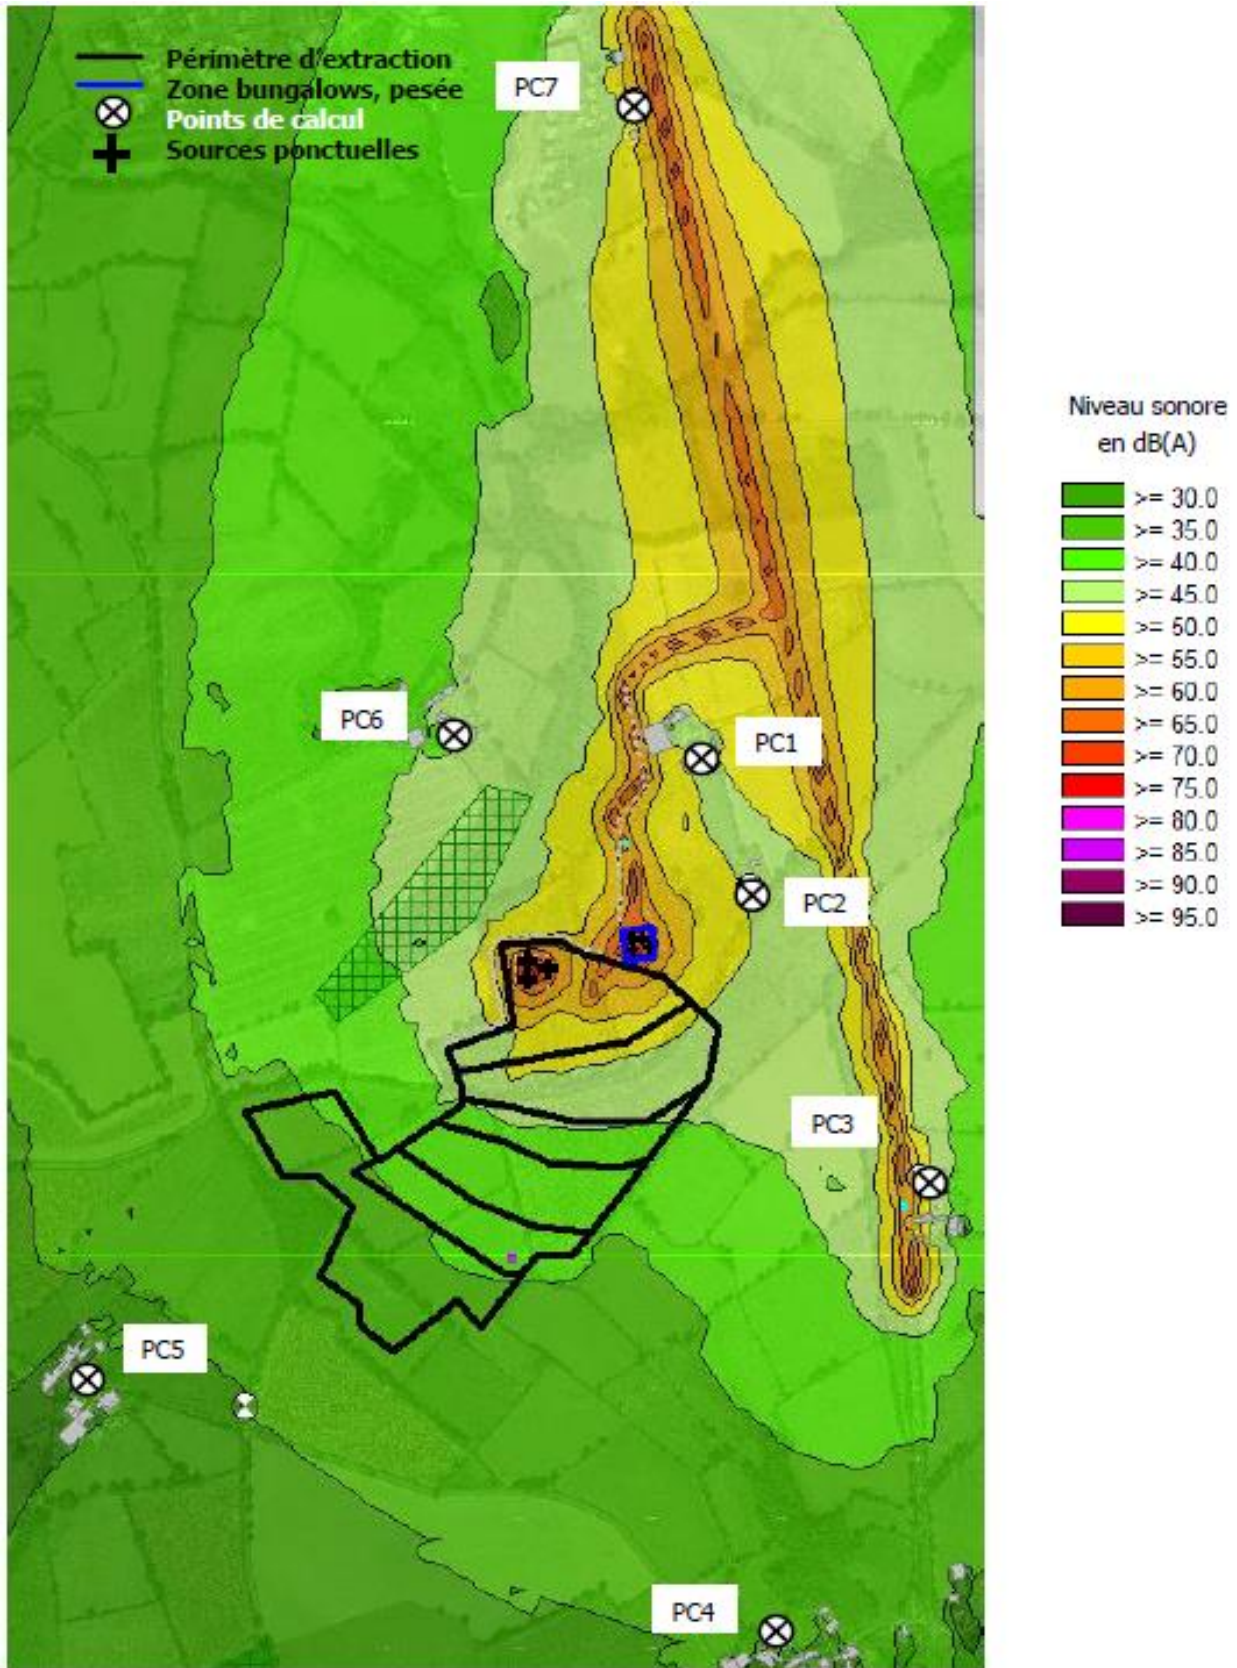 Périmètre d'extraction
Zone bungalows, pesée
Points de calcul
Sources ponctuelles
PC7
Niveau sonore
en dB(A)
>= 30.0
>= 35.0
>= 40.0
>= 45.0
>= 50.0
>= 55.0
>= 60.0
>= 65.0
>= 70.0
>= 75.0
>= 80.0
>= 85.0
>= 90.0
>= 95.0
PC6
PC1
PC2
PC3
PC5
PC4